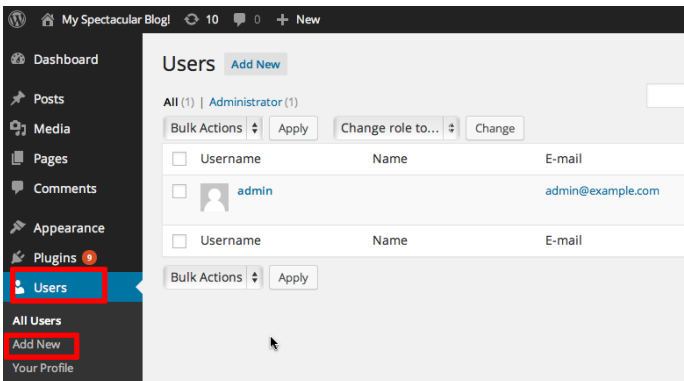 My Spectacular Blog! 10 0 + New
Dashboard
Posts
Media
Pages
Comments
Appearance
Plugins 9
Users
All Users
Add New
Your Profile
Users Add New
All (1) | Administrator (1)
Bulk Actions Apply Change role to... Change
Username Name E-mail
admin admin@example.com
Username Name E-mail
Bulk Actions Apply